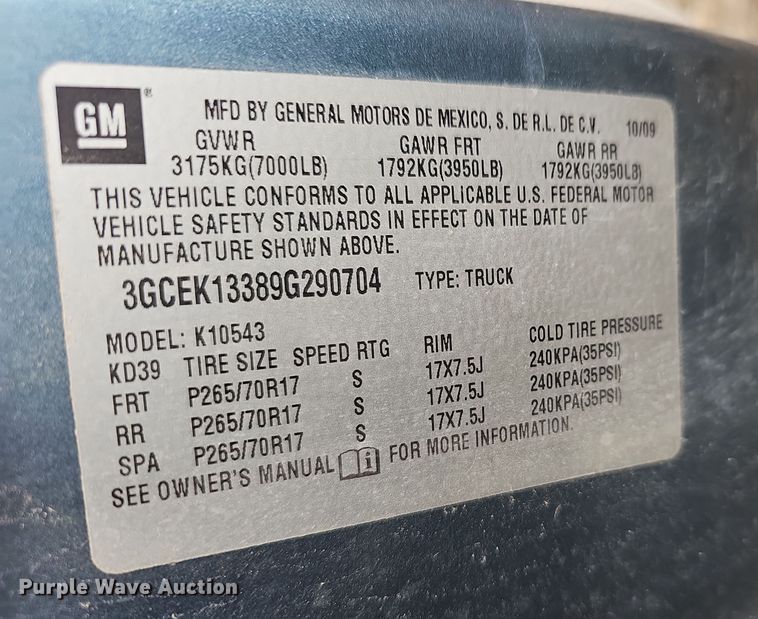 GM ® MFD BY GENERAL MOTORS DE MEXICO, S. DE R.L. DE C.V. 10/09
GVWR GAWR FRT GAWR RR
3175KG(7000LB) 1792KG(3950LB) 1792KG(3950LB)
THIS VEHICLE CONFORMS TO ALL APPLICABLE U.S. FEDERAL MOTOR
VEHICLE SAFETY STANDARDS IN EFFECT ON THE DATE OF
MANUFACTURE SHOWN ABOVE.
3GCEK13389G290704 TYPE: TRUCK
MODEL: K10543
KD39 TIRE SIZE SPEED RTG RIM COLD TIRE PRESSURE
FRT P265/70R17 S 17X7.5J 240KPA(35PSI)
RR P265/70R17 S 17X7.5J 240KPA(35PSI)
SPA P265/70R17 S 17X7.5J 240KPA(35PSI)
SEE OWNER'S MANUAL i FOR MORE INFORMATION.
Purple Wave Auction